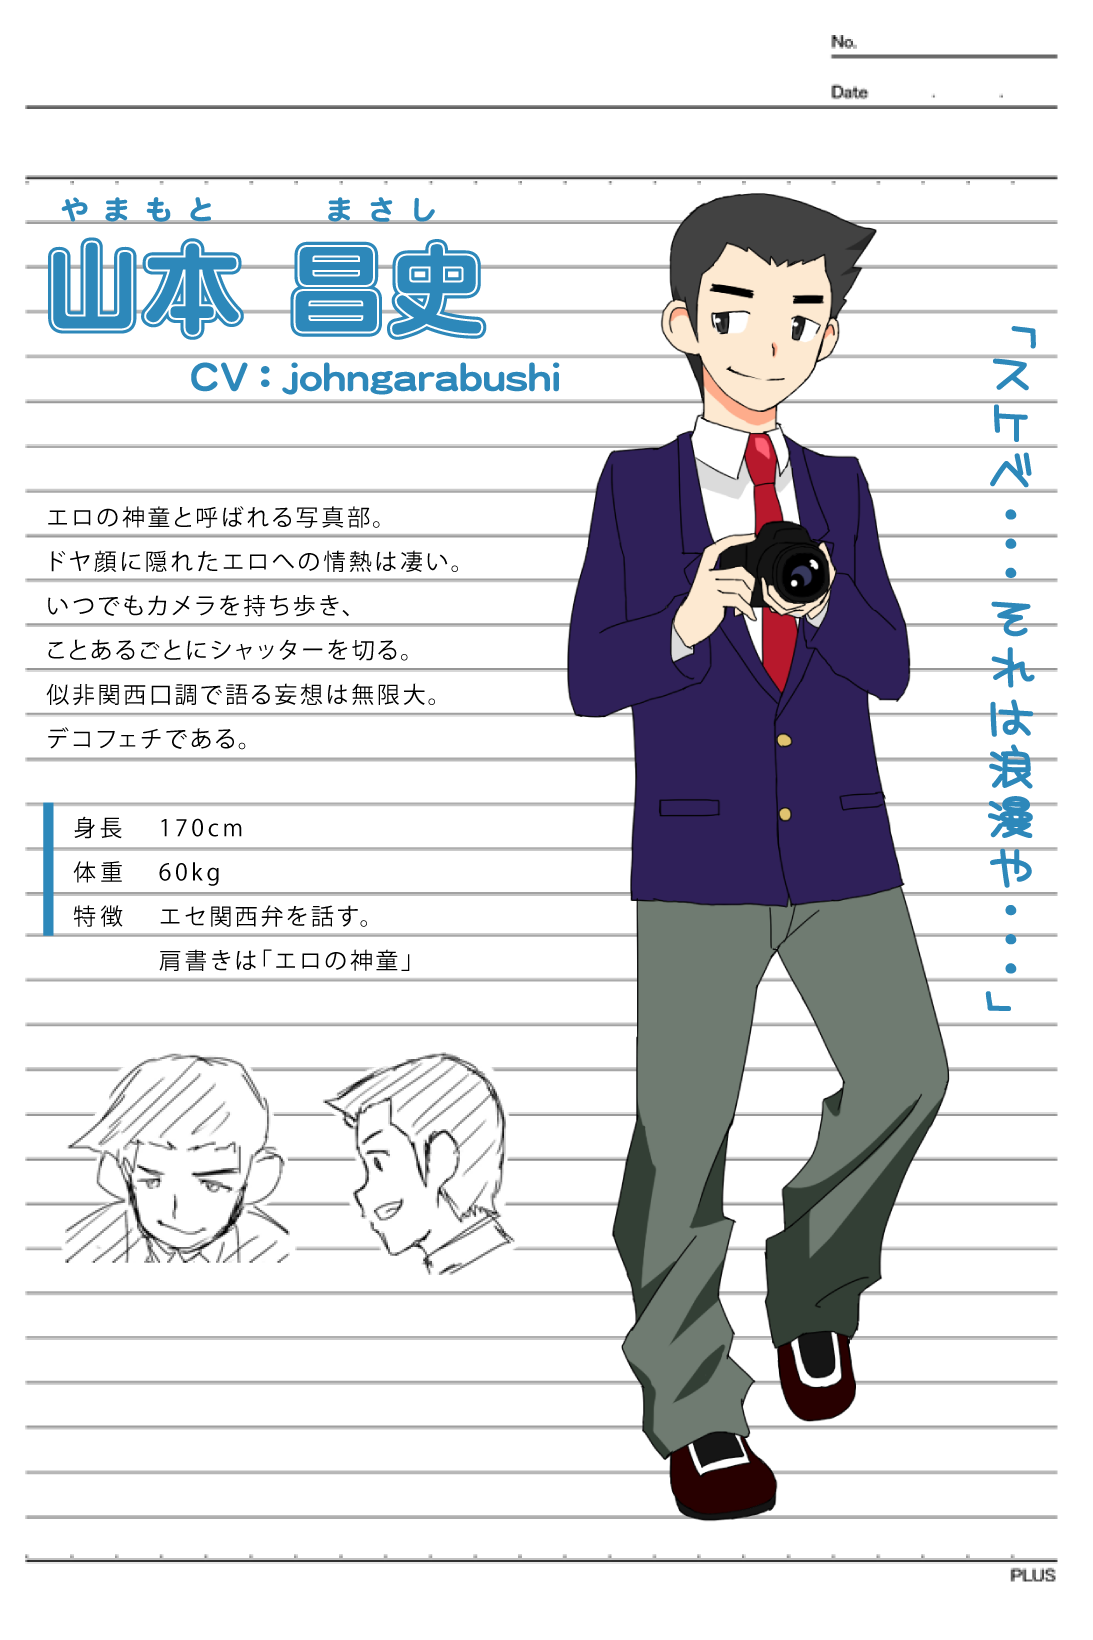 No.
Date . .
やまもと まさし
山本 昌史
CV：johngarabushi
「スケベ・・・それは浪漫や・・・」
エロの神童と呼ばれる写真部。
ドヤ顔に隠れたエロへの情熱は凄い。
いつでもカメラを持ち歩き、
ことあるごとにシャッターを切る。
似非関西口調で語る妄想は無限大。
デコフェチである。
身長 170cm
体重 60kg
特徴 エセ関西弁を話す。
肩書きは「エロの神童」
PLUS